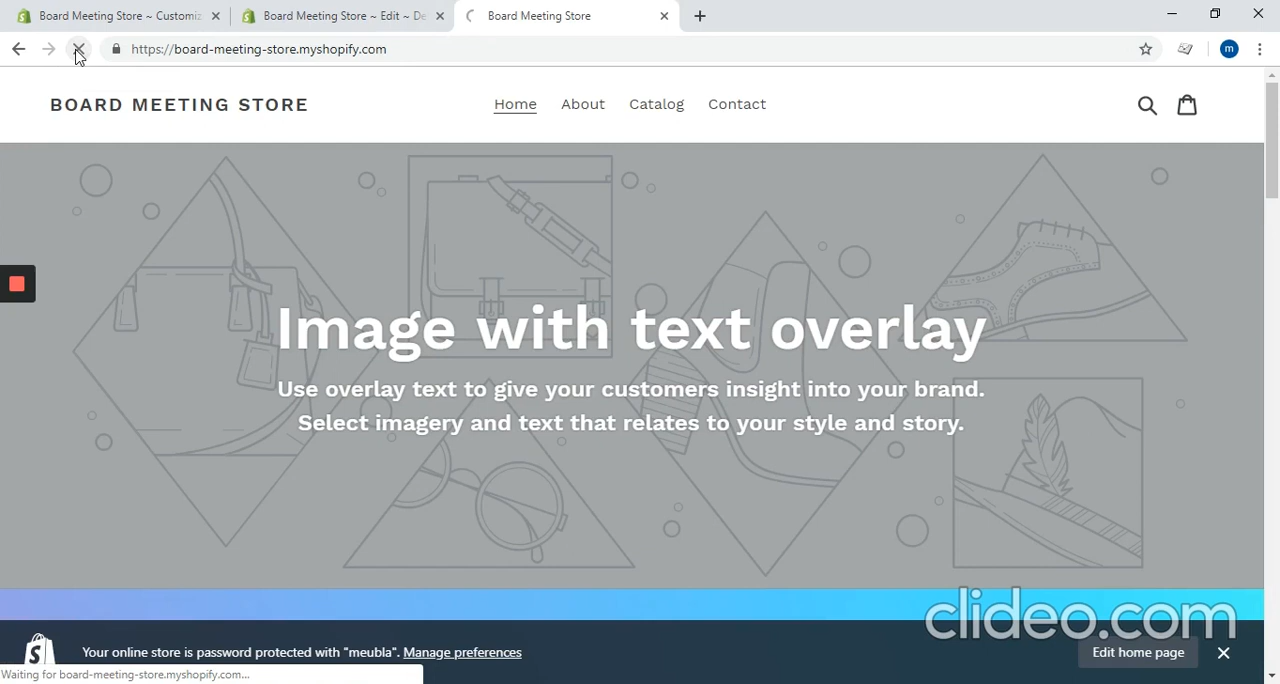 Board Meeting Store ~ Customiz
Board Meeting Store ~ Edit ~ De
Board Meeting Store
https://board-meeting-store.myshopify.com
m
BOARD MEETING STORE
Home
About
Catalog
Contact
Image with text overlay
Use overlay text to give your customers insight into your brand.
Select imagery and text that relates to your style and story.
clideo.com
Your online store is password protected with "meubla". Manage preferences
Edit home page
Waiting for board-meeting-store.myshopify.com...